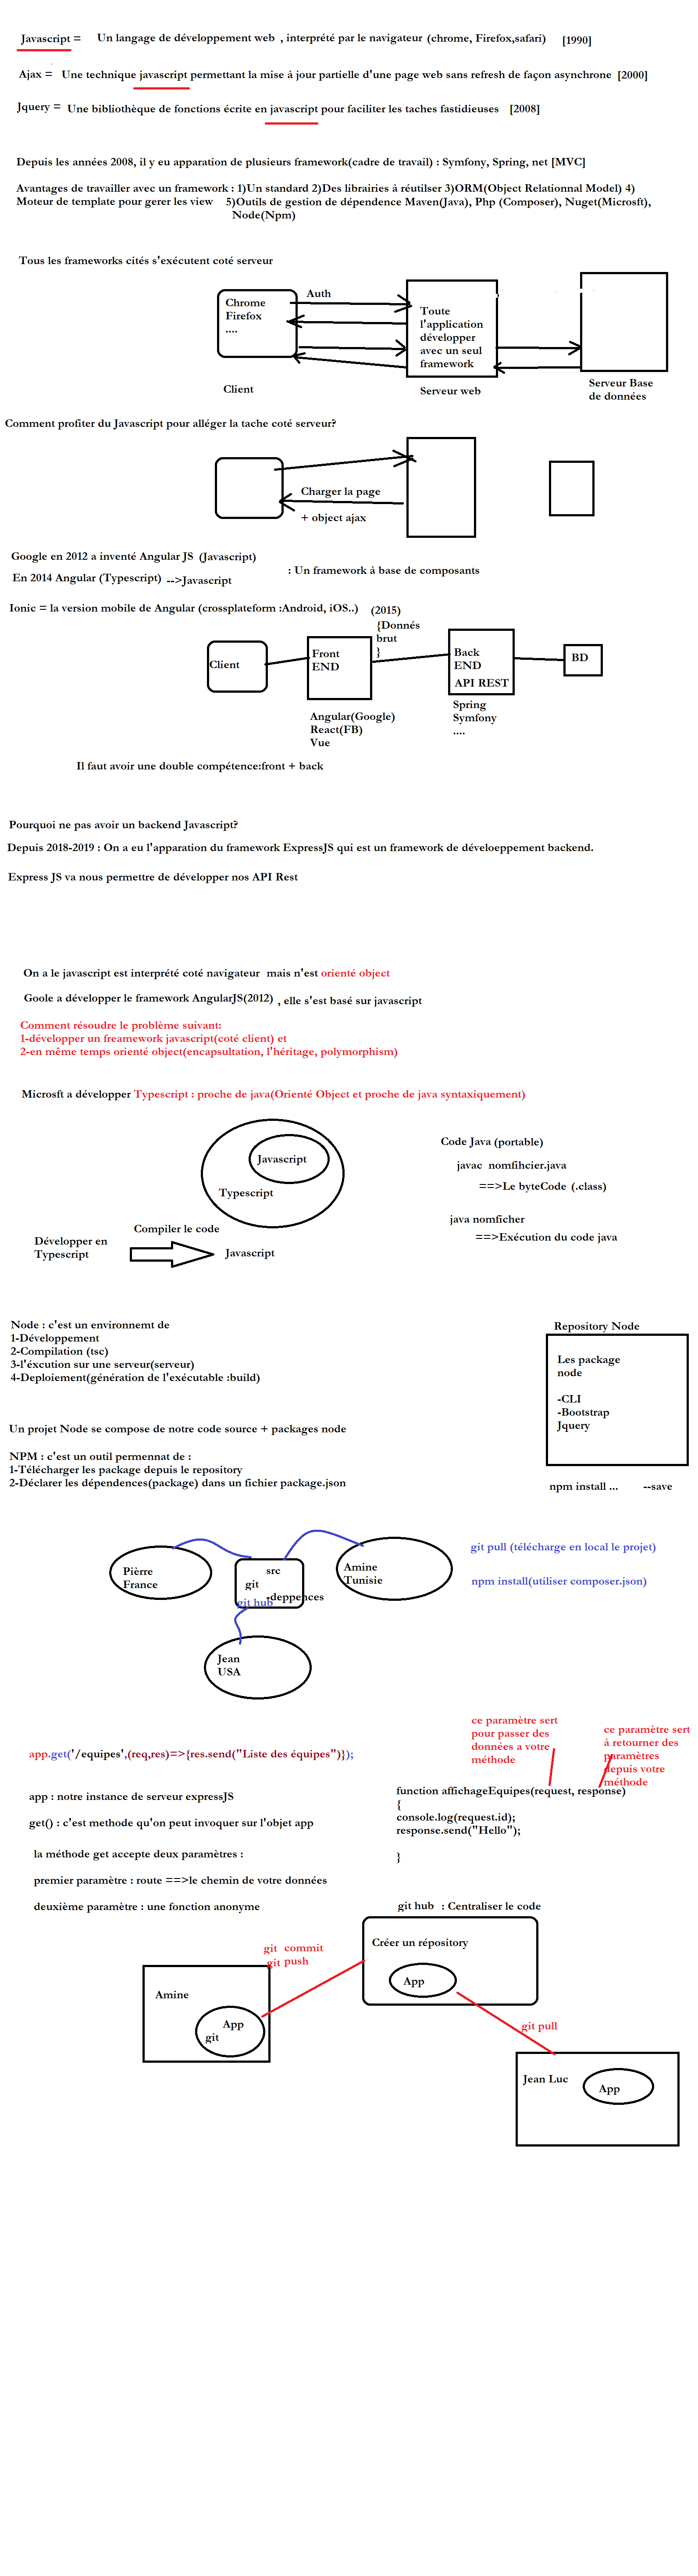 Javascript = Un langage de développement web , interprété par le navigateur (chrome, Firefox,safari) [1990]
Ajax = Une technique javascript permettant la mise à jour partielle d'une page web sans refresh de façon asynchrone [2000]
Jquery = Une bibliothèque de fonctions écrite en javascript pour faciliter les taches fastidieuses [2008]
Depuis les années 2008, il y eu apparation de plusieurs framework(cadre de travail) : Symfony, Spring, net [MVC]
Avantages de travailler avec un framework : 1)Un standard 2)Des librairies à réutilser 3)ORM(Object Relationnal Model) 4)
Moteur de template pour gerer les view 5)Outils de gestion de dépendence Maven(Java), Php (Composer), Nuget(Microsft),
Node(Npm)
Tous les frameworks cités s'exécutent coté serveur
Auth
Chrome
Firefox
....
Toute
l'application
développer
avec un seul
framework
Client
Serveur web
Serveur Base
de données
Comment profiter du Javascript pour alléger la tache coté serveur?
Charger la page
+ object ajax
Google en 2012 a inventé Angular JS (Javascript)
: Un framework à base de composants
En 2014 Angular (Typescript) -->Javascript
Ionic = la version mobile de Angular (crossplateform :Android, iOS..) (2015)
{Donnés
brut
}
Client
Front
END
Back
END
API REST
BD
Angular(Google)
React(FB)
Vue
Spring
Symfony
....
Il faut avoir une double compétence:front + back
Pourquoi ne pas avoir un backend Javascript?
Depuis 2018-2019 : On a eu l'apparation du framework ExpressJS qui est un framework de déveloeppement backend.
Express JS va nous permettre de développer nos API Rest
On a le javascript est interprété coté navigateur mais n'est orienté object
Goole a développer le framework AngularJS(2012) , elle s'est basé sur javascript
Comment résoudre le problème suivant:
1-développer un freamework javascript(coté client) et
2-en même temps orienté object(encapsultation, l'héritage, polymorphism)
Microsft a développer Typescript : proche de java(Orienté Object et proche de java syntaxiquement)
Javascript
Typescript
Code Java (portable)
javac nomfihcier.java
==>Le byteCode (.class)
java nomficher
==>Exécution du code java
Compiler le code
Développer en
Typescript
Javascript
Node : c'est un environnemt de
1-Développement
2-Compilation (tsc)
3-l'éxcution sur une serveur(serveur)
4-Deploiement(génération de l'exécutable :build)
Repository Node
Les package
node
-CLI
-Bootstrap
Jquery
Un projet Node se compose de notre code source + packages node
NPM : c'est un outil permennat de :
1-Télécharger les package depuis le repository
2-Déclarer les dépendences(package) dans un fichier package.json
npm install ... --save
Pièrre
France
src
git
-deppences
git hub
Amine
Tunisie
git pull (télécharge en local le projet)
npm install(utiliser composer.json)
Jean
USA
ce paramètre sert
pour passer des
données a votre
méthode
ce paramètre sert
à retourner des
paramètres
depuis votre
méthode
app.get('/equipes',(req,res)=>{res.send("Liste des équipes")});
app : notre instance de serveur expressJS
get() : c'est methode qu'on peut invoquer sur l'objet app
la méthode get accepte deux paramètres :
premier paramètre : route ==>le chemin de votre données
deuxième paramètre : une fonction anonyme
function affichageEquipes(request, response)
{
console.log(request.id);
response.send("Hello");
}
git hub : Centraliser le code
Créer un répository
App
git commit
git push
Amine
App
git
git pull
Jean Luc
App